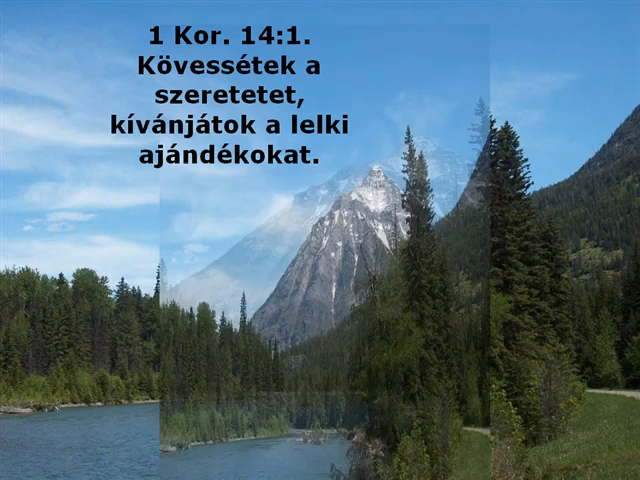 1 Kor. 14:1.
Kövessétek a
szeretetet,
kívánjátok a lelki
ajándékokat.